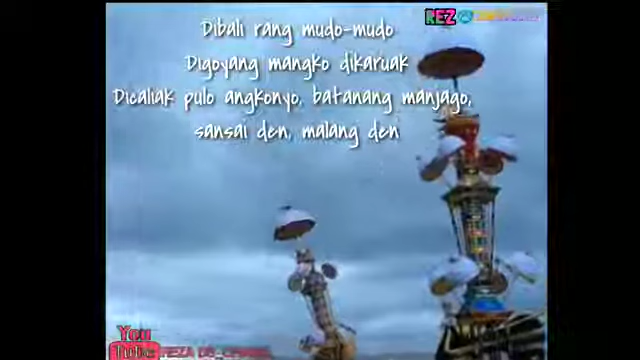 Dibali rang mudo-mudo
Digoyang mangko dikaruak
Dicaliak pulo angkonyo, batanang manjago,
sansai den, malang den
REZ
You
Tube
REZA